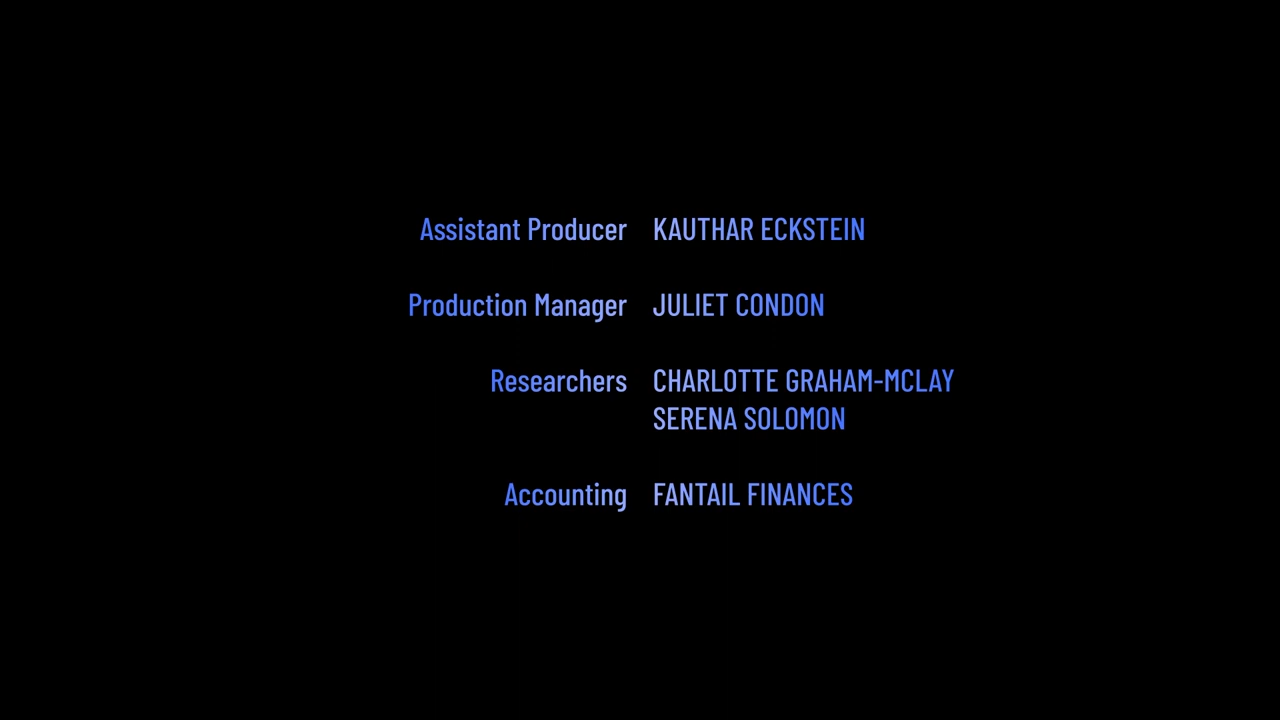 Assistant Producer KAUTHAR ECKSTEIN
Production Manager JULIET CONDON
Researchers CHARLOTTE GRAHAM-MCLAY
SERENA SOLOMON
Accounting FANTAIL FINANCES